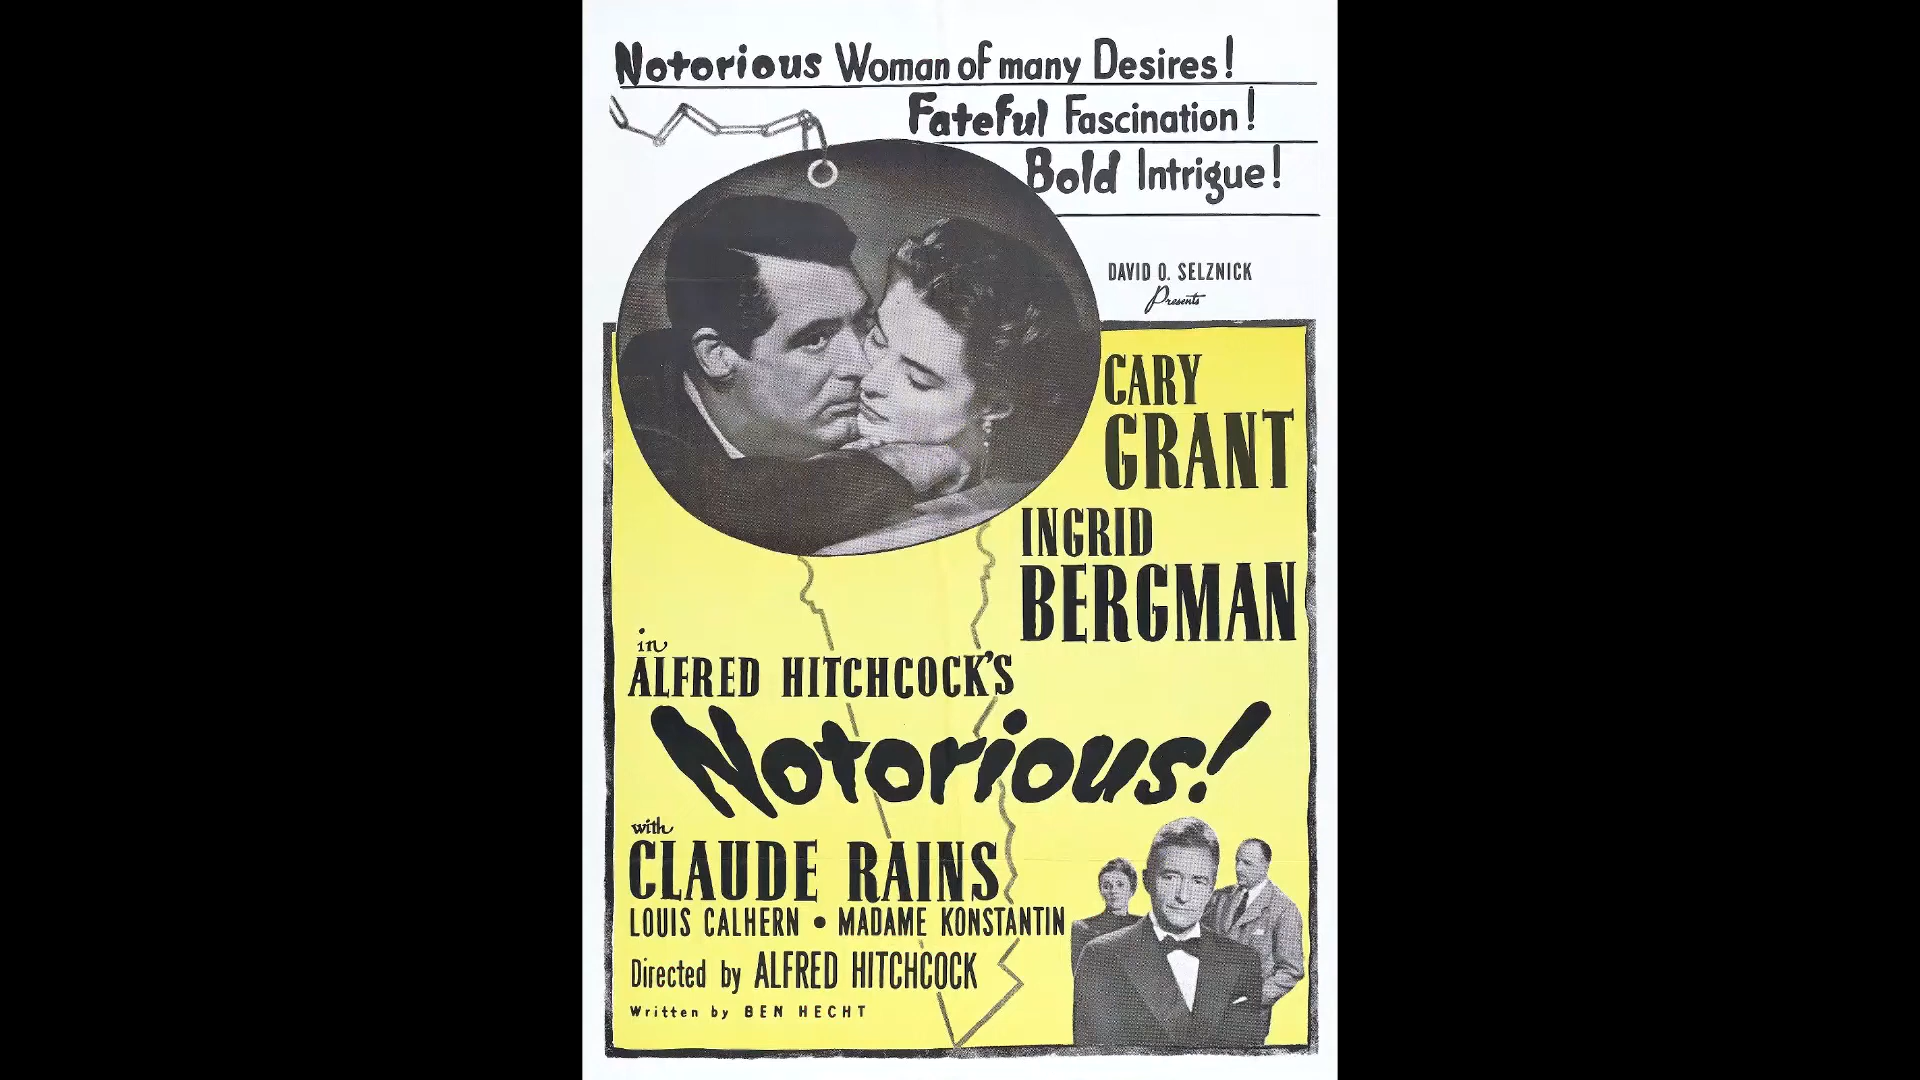 Notorious Woman of many Desires!
Fateful Fascination!
Bold Intrigue!
DAVID O. SELZNICK
Presents
CARY
GRANT
INGRID
BERGMAN
in
ALFRED HITCHCOCK'S
Notorious!
with
CLAUDE RAINS
LOUIS CALHERN • MADAME KONSTANTIN
Directed by ALFRED HITCHCOCK
Written by BEN HECHT